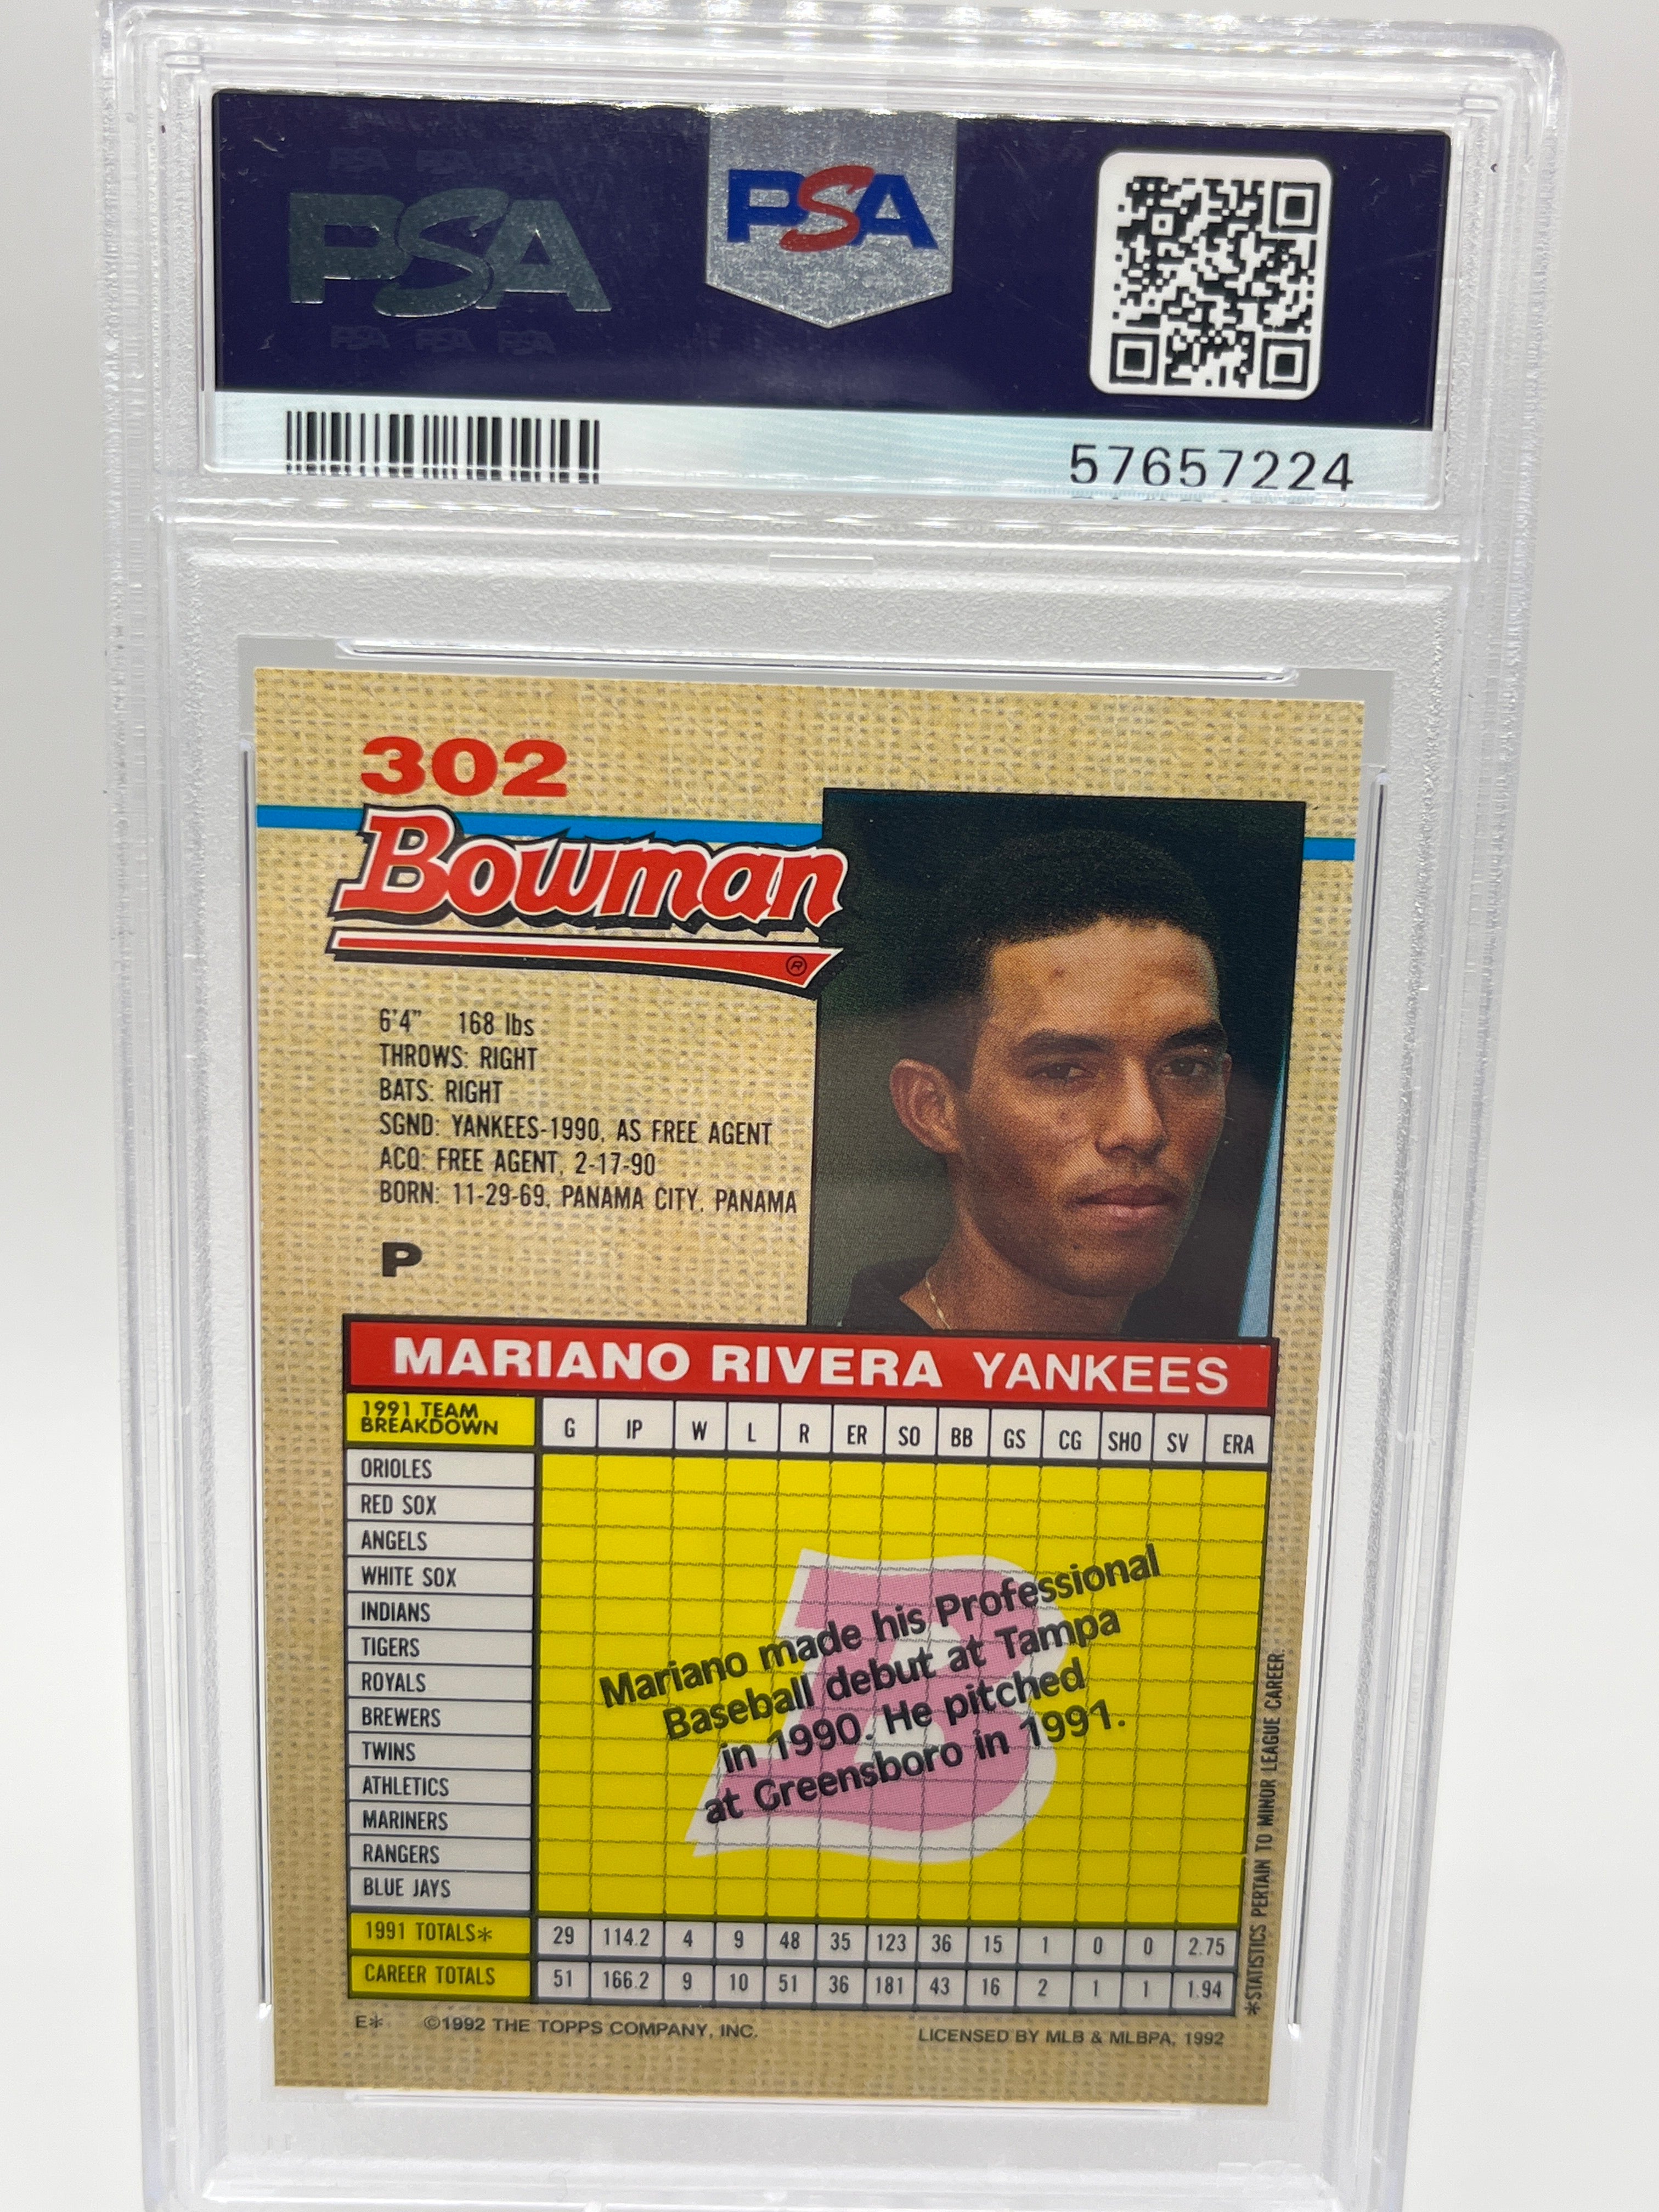 PSA PSA PSA
PSA
PSA PSA PSA
PSA
57657224
302
Bowman
®
6'4" 168 lbs
THROWS: RIGHT
BATS: RIGHT
SGND: YANKEES-1990, AS FREE AGENT
ACQ: FREE AGENT, 2-17-90
BORN: 11-29-69, PANAMA CITY, PANAMA
P
MARIANO RIVERA YANKEES
1991 TEAM
BREAKDOWN
G IP W L R ER SO BB GS CG SHO SV ERA
ORIOLES
RED SOX
ANGELS
WHITE SOX
INDIANS
TIGERS
ROYALS
BREWERS
TWINS
ATHLETICS
MARINERS
RANGERS
BLUE JAYS
Mariano made his Professional
Baseball debut at Tampa
in 1990. He pitched
at Greensboro in 1991.
B
1991 TOTALS* 29 114.2 4 9 48 35 123 36 15 1 0 0 2.75
CAREER TOTALS 51 166.2 9 10 51 36 181 43 16 2 1 1 1.94
*STATISTICS PERTAIN TO MINOR LEAGUE CAREER.
E* ©1992 THE TOPPS COMPANY, INC. LICENSED BY MLB & MLBPA, 1992